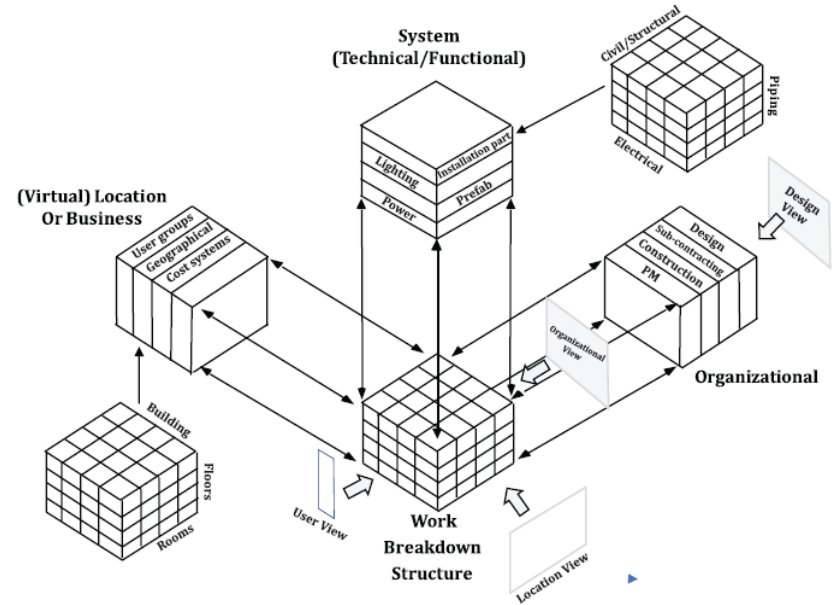 System
(Technical/Functional)
Civil/Structural
Piping
Electrical
Installation part
Lighting
Prefab
Power
(Virtual) Location
Or Business
User groups
Geographical
Cost systems
Design
View
Design
Sub-contracting
Construction
PM
Organizational
View
Organizational
Building
Floors
Rooms
User View
Work
Breakdown
Structure
Location View